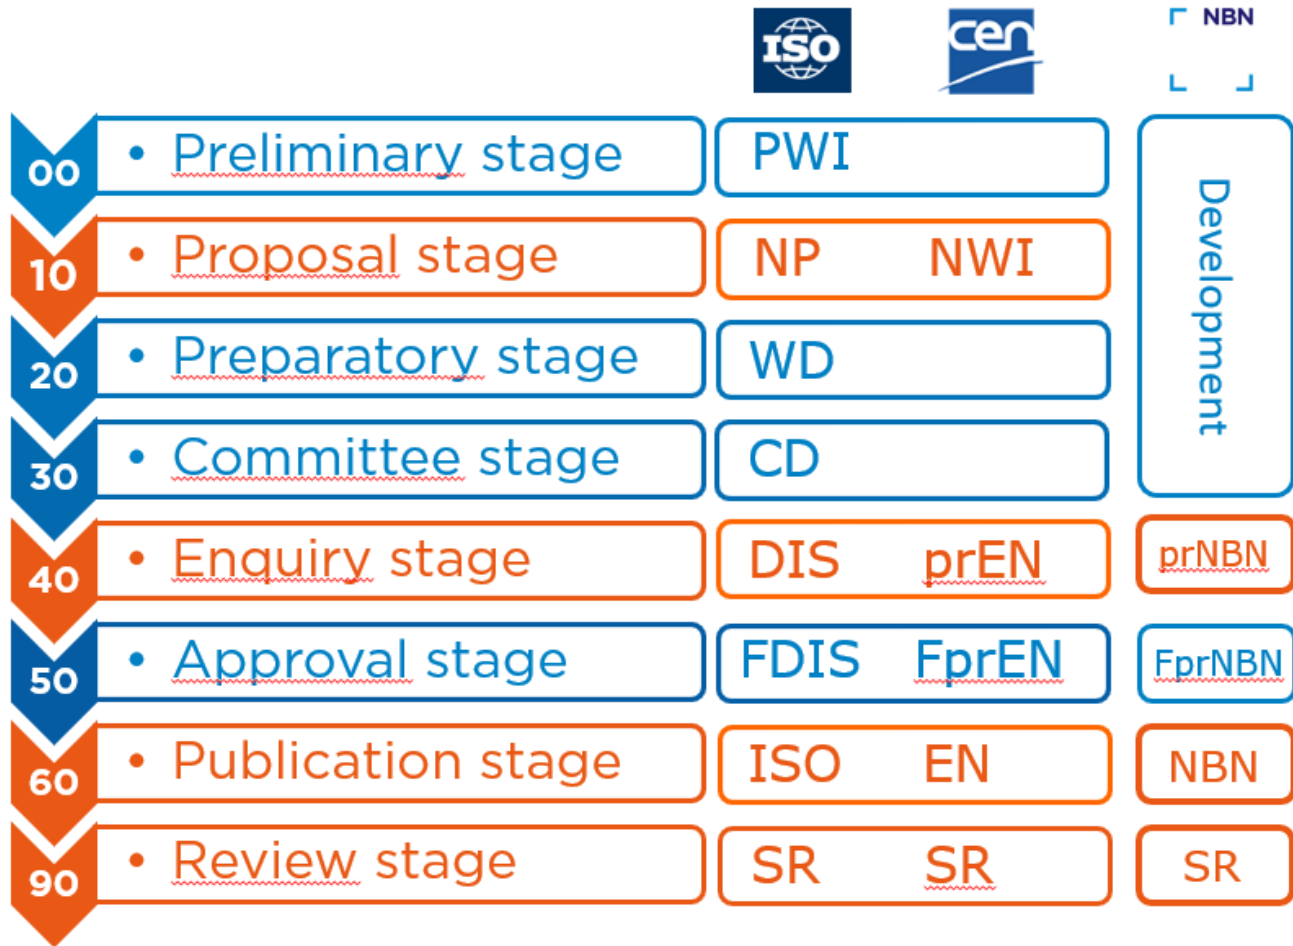 ISO cen NBN
00 • Preliminary stage PWI
Development
10 • Proposal stage NP NWI
20 • Preparatory stage WD
30 • Committee stage CD
40 • Enquiry stage DIS prEN prNBN
50 • Approval stage FDIS FprEN FprNBN
60 • Publication stage ISO EN NBN
90 • Review stage SR SR SR